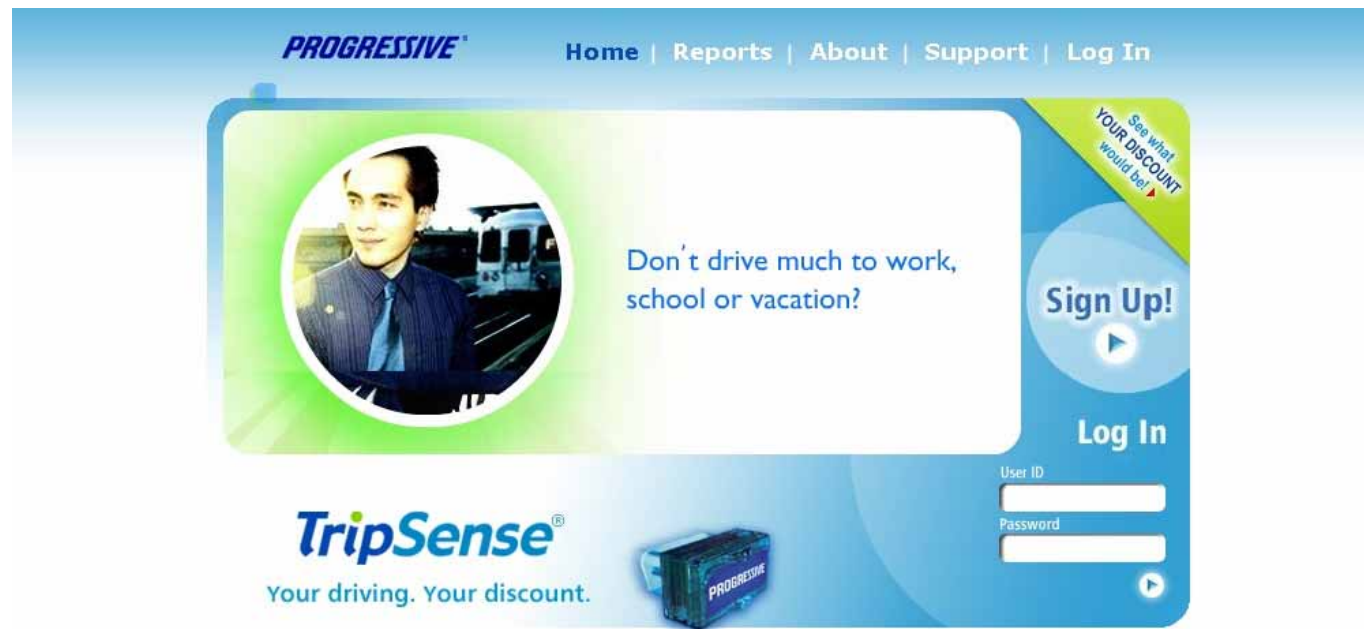 PROGRESSIVE®
Home | Reports | About | Support | Log In
See what
YOUR DISCOUNT
would be!
Don't drive much to work,
school or vacation?
Sign Up!
Log In
User ID
Password
TripSense®
Your driving. Your discount.
PROGRESSIVE